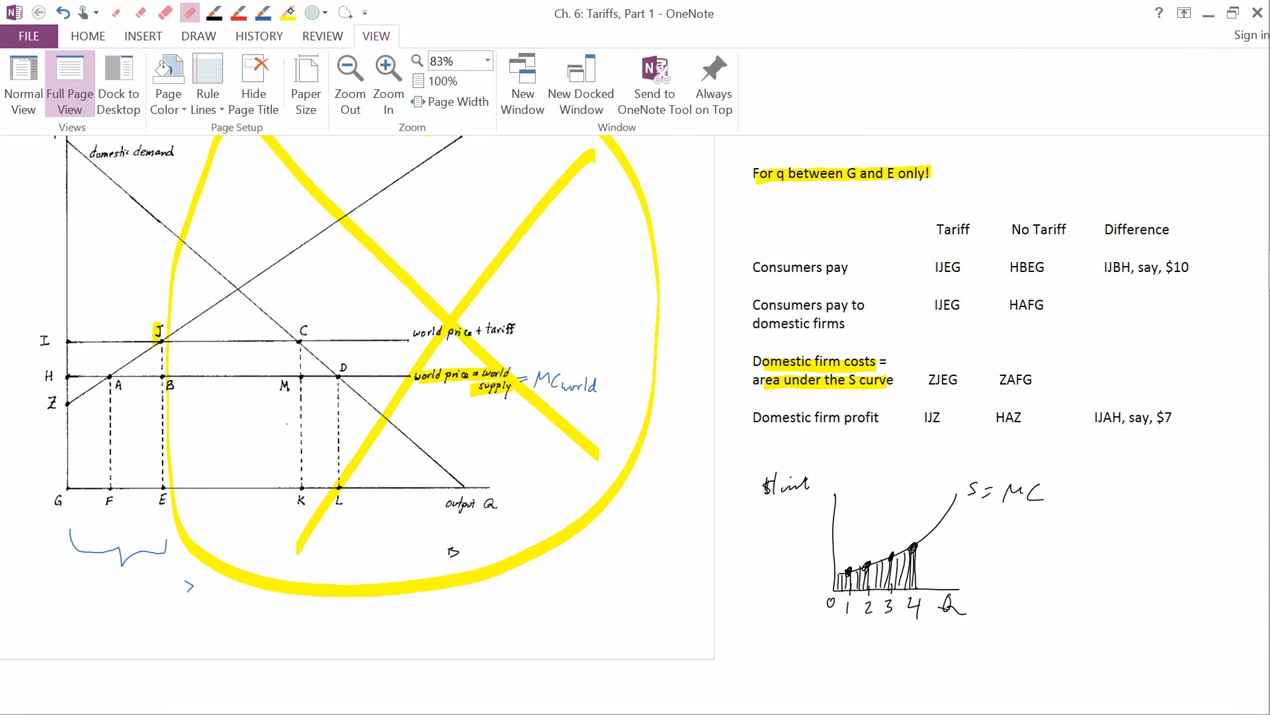 Ch. 6: Tariffs, Part 1 - OneNote
?
FILE HOME INSERT DRAW HISTORY REVIEW VIEW
Sign in
Normal View
Full Page View
Dock to Desktop
Views
Page Color
Rule Lines
Hide Page Title
Paper Size
Page Setup
Zoom Out
Zoom In
83%
100%
Page Width
Zoom
New Window
New Docked Window
Send to OneNote Tool
Always on Top
Window
domestic demand
I
J
C
world price + tariff
H
A
B
M
D
world price = world supply
= MC world
Z
G
F
E
K
L
output Q
For q between G and E only!
Tariff No Tariff Difference
Consumers pay IJEG HBEG IJBH, say, $10
Consumers pay to domestic firms IJEG HAFG
Domestic firm costs =
area under the S curve ZJEG ZAFG
Domestic firm profit IJZ HAZ IJAH, say, $7
$/unit
S = MC
0 1 2 3 4 Q